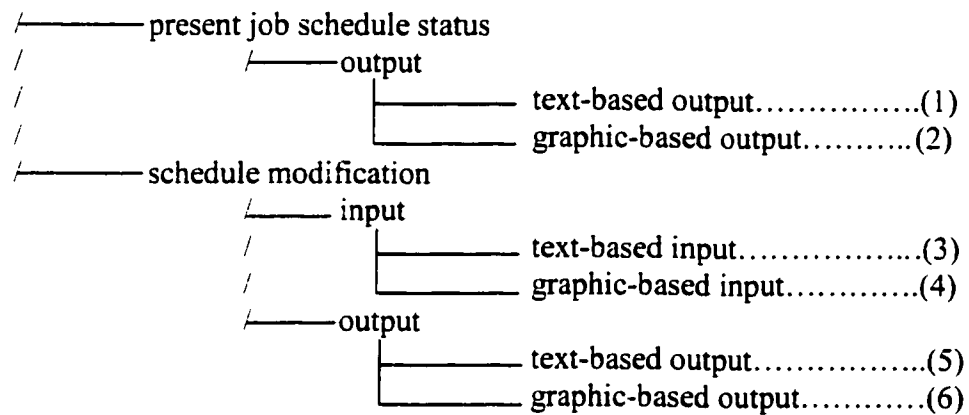 present job schedule status
output
text-based output................(1)
graphic-based output...........(2)
schedule modification
input
text-based input..................(3)
graphic-based input.............(4)
output
text-based output................(5)
graphic-based output............(6)